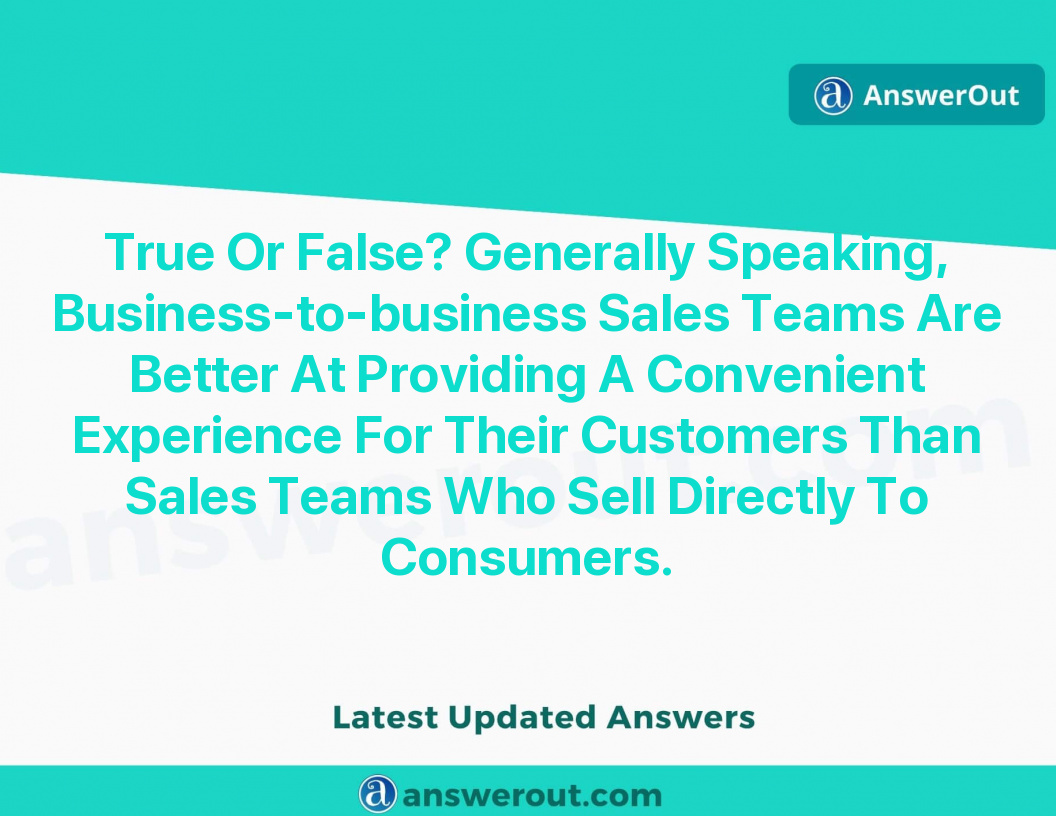 AnswerOut
True Or False? Generally Speaking,
Business-to-business Sales Teams Are
Better At Providing A Convenient
Experience For Their Customers Than
Sales Teams Who Sell Directly To
Consumers.
answerout.com
Latest Updated Answers
answerout.com